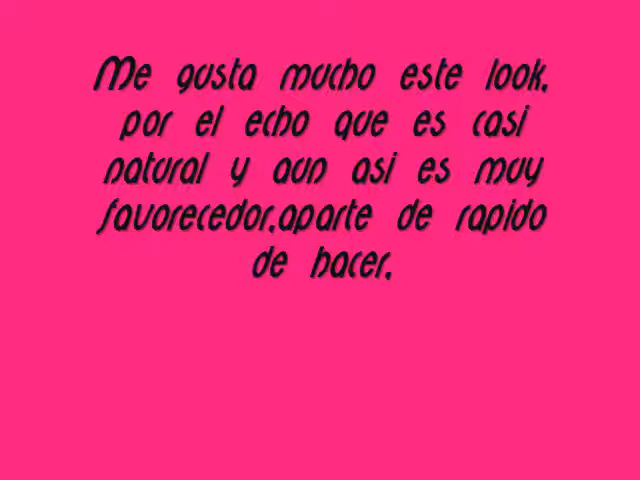 Me gusta mucho este look,
por el echo que es casi
natural y aun asi es muy
favorecedor,aparte de rapido
de hacer.